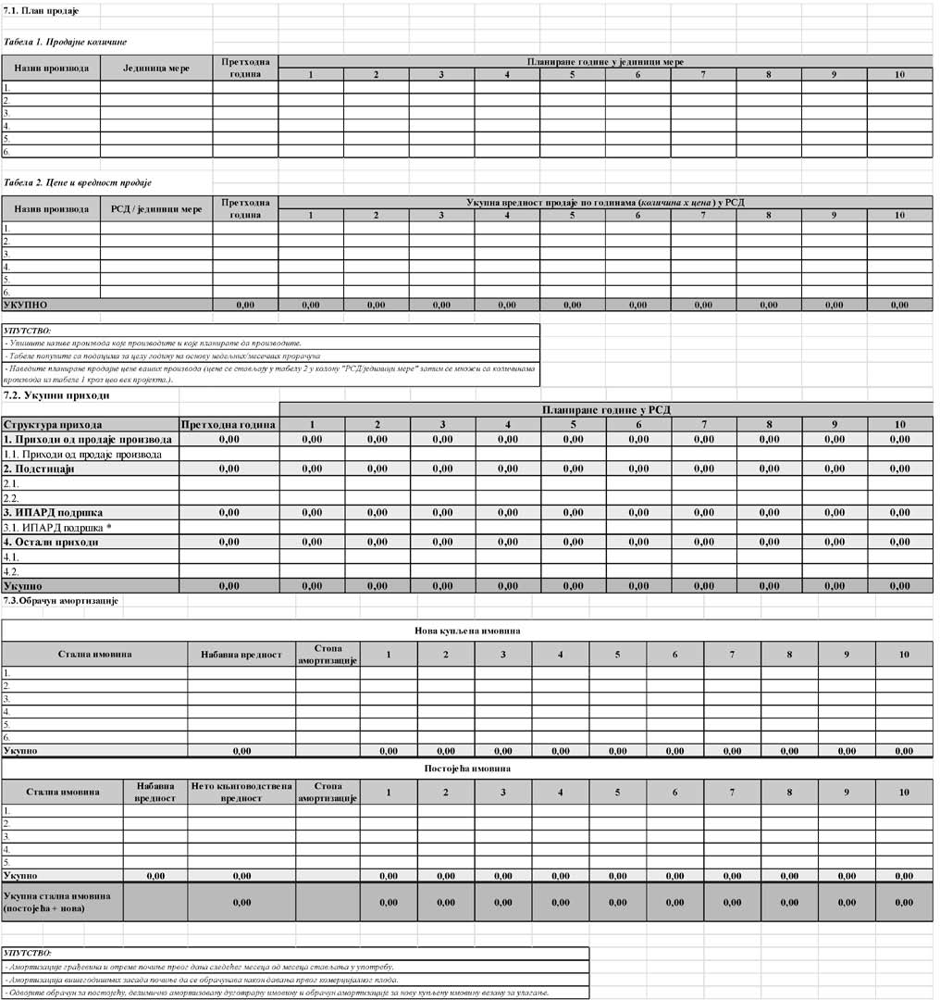 7.1. План продаје
Табела 1. Продајне количине
Назив производа Јединица мере Претходна година Планиране године у јединици мере
1 2 3 4 5 6 7 8 9 10
1.
2.
3.
4.
5.
6.
Табела 2. Цене и вредност продаје
Назив производа РСД / јединици мере Претходна година Укупна вредност продаје по годинама (количина x цена ) у РСД
1 2 3 4 5 6 7 8 9 10
1.
2.
3.
4.
5.
6.
УКУПНО 0,00 0,00 0,00 0,00 0,00 0,00 0,00 0,00 0,00 0,00 0,00
УПУТСТВО:
- Упишите називе производа које производите и које планирате да производите.
- Табеле попуните са подацима за целу годину на основу недељних/месечних прорачуна
- Наведите планиране продајне цене ваших производа (цене се стављају у табелу 2 у колону "РСД/јединици мере" затим се множи са количинама
производа из табеле 1 кроз цео век пројекта.).
7.2. Укупни приходи
Планиране године у РСД
Структура прихода Претходна година 1 2 3 4 5 6 7 8 9 10
1. Приходи од продаје производа 0,00 0,00 0,00 0,00 0,00 0,00 0,00 0,00 0,00 0,00 0,00
1.1. Приходи од продаје производа
2. Подстицаји 0,00 0,00 0,00 0,00 0,00 0,00 0,00 0,00 0,00 0,00 0,00
2.1.
2.2.
3. ИПАРД подршка 0,00 0,00 0,00 0,00 0,00 0,00 0,00 0,00 0,00 0,00 0,00
3.1. ИПАРД подршка *
4. Остали приходи 0,00 0,00 0,00 0,00 0,00 0,00 0,00 0,00 0,00 0,00 0,00
4.1.
4.2.
Укупно 0,00 0,00 0,00 0,00 0,00 0,00 0,00 0,00 0,00 0,00 0,00
7.3.Обрачун амортизације
Нова купљена имовина
Стална имовина Набавна вредност Стопа амортизације 1 2 3 4 5 6 7 8 9 10
1.
2.
3.
4.
5.
6.
Укупно 0,00 0,00 0,00 0,00 0,00 0,00 0,00 0,00 0,00 0,00 0,00
Постојећа имовина
Стална имовина Набавна вредност Нето књиговодствена вредност Стопа амортизације 1 2 3 4 5 6 7 8 9 10
1.
2.
3.
4.
5.
Укупно 0,00 0,00 0,00 0,00 0,00 0,00 0,00 0,00 0,00 0,00 0,00 0,00
Укупна стална имовина
(постојећа + нова) 0,00 0,00 0,00 0,00 0,00 0,00 0,00 0,00 0,00 0,00 0,00
УПУТСТВО:
- Амортизације грађевина и опреме почиње првог дана следећег месеца од месеца стављања у употребу.
- Амортизација вишегодишњих засада почиње да се обрачунава након давања првог комерцијалног плода.
- Одвојите обрачун за постојећу, делимично амортизовану дуготрајну имовину и обрачун амортизације за нову купљену имовину везану за улагање.